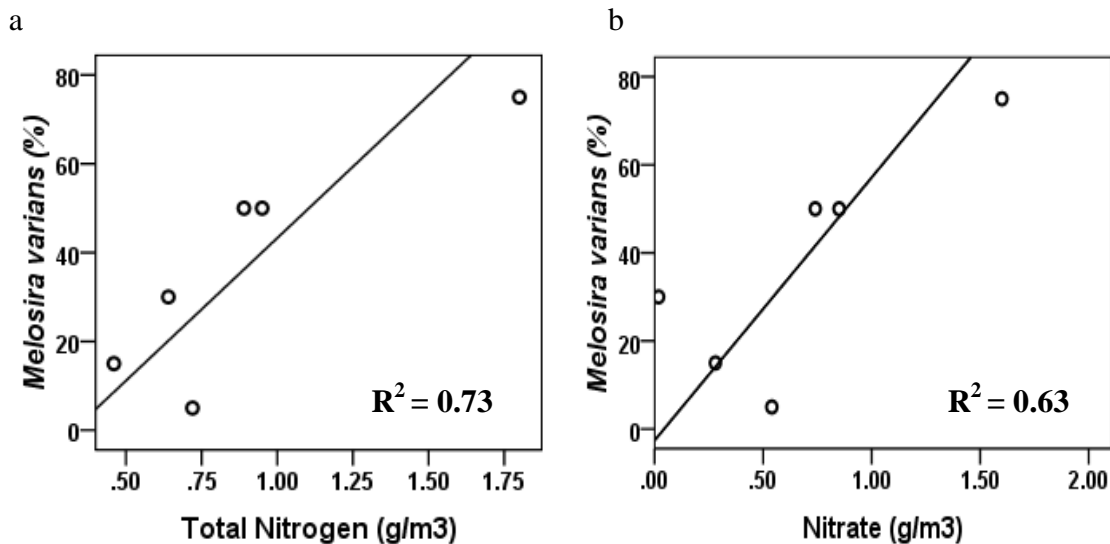 a
Melosira varians (%)
80
60
40
20
0
R² = 0.73
.50 .75 1.00 1.25 1.50 1.75
Total Nitrogen (g/m3)
b
Melosira varians (%)
80
60
40
20
0
R² = 0.63
.00 .50 1.00 1.50 2.00
Nitrate (g/m3)